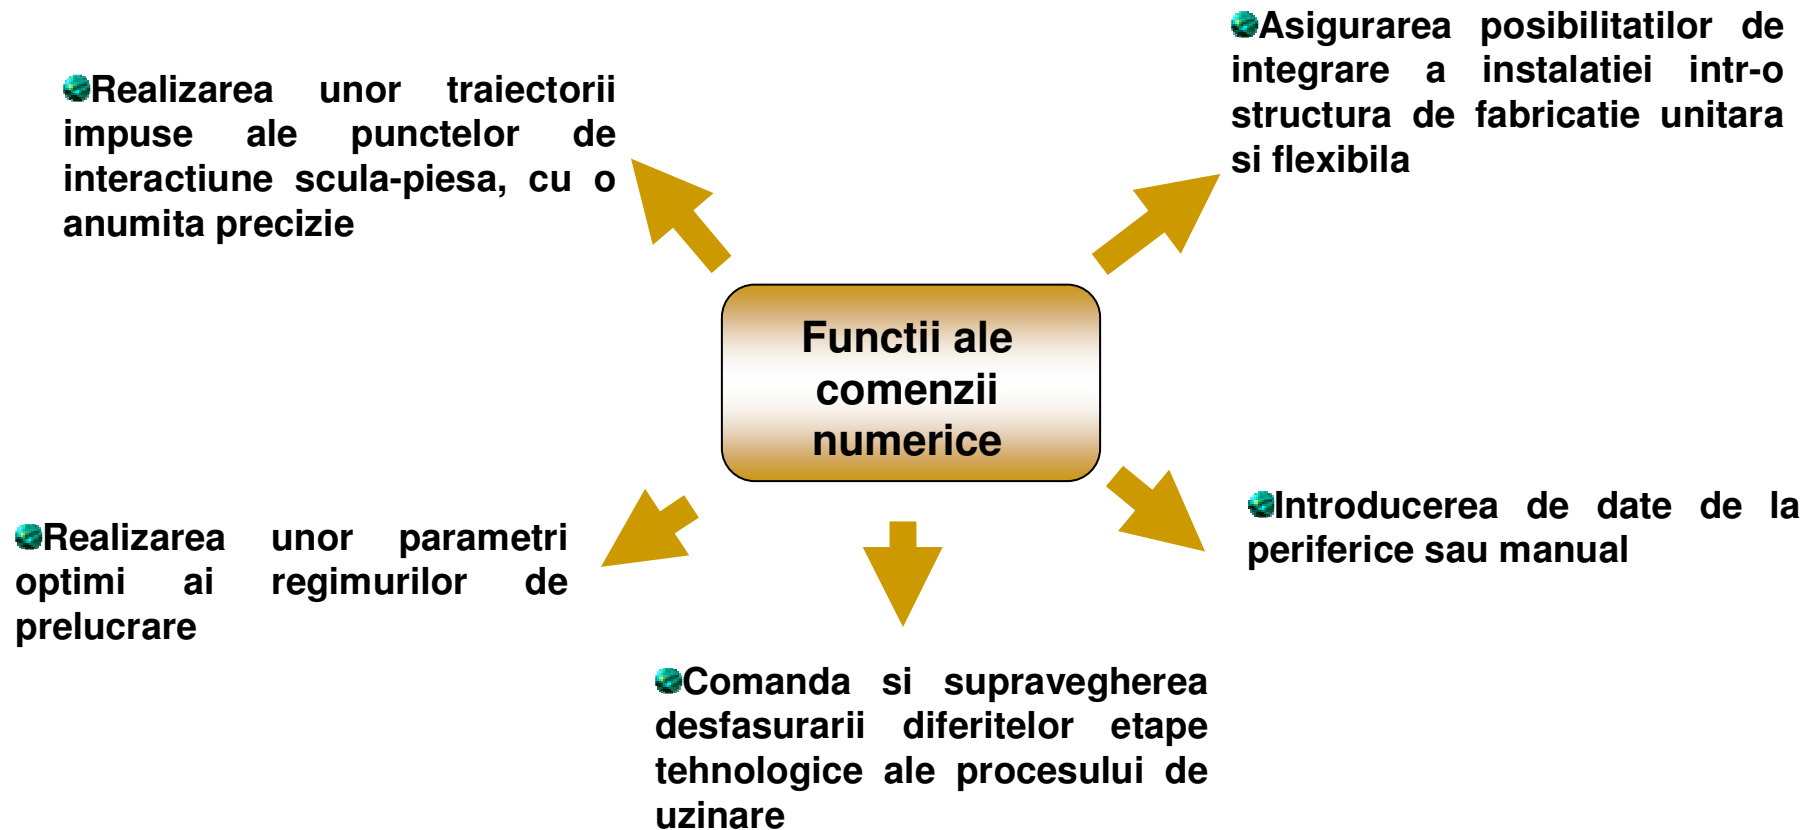 Realizarea unor traiectorii
impuse ale punctelor de
interactiune scula-piesa, cu o
anumita precizie
Asigurarea posibilitatilor de
integrare a instalatiei intr-o
structura de fabricatie unitara
si flexibila
Functii ale
comenzii
numerice
Realizarea unor parametri
optimi ai regimurilor de
prelucrare
Introducerea de date de la
periferice sau manual
Comanda si supravegherea
desfasurarii diferitelor etape
tehnologice ale procesului de
uzinare